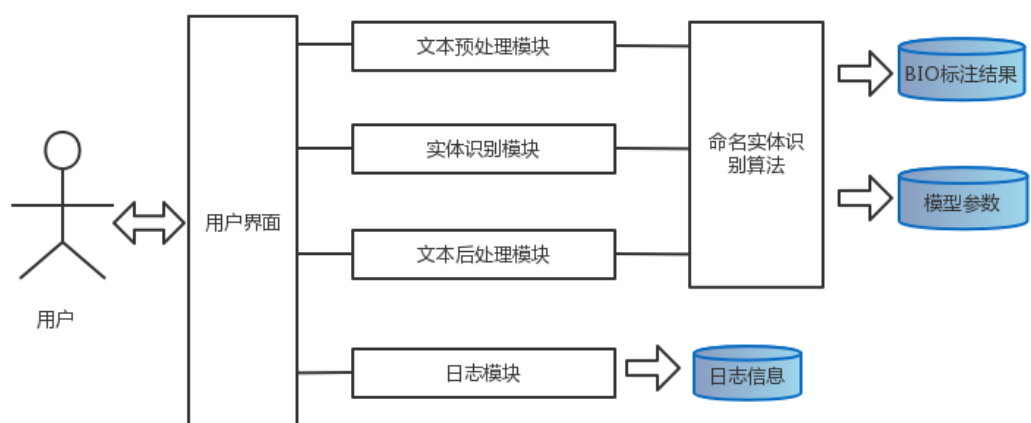 文本预处理模块
BIO标注结果
实体识别模块
命名实体识
别算法
模型参数
用户界面
文本后处理模块
用户
日志模块
日志信息